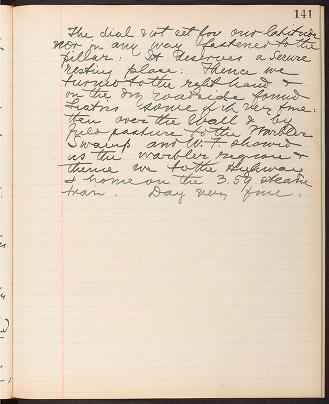 141
The dial not set for our latitude
nor in any way fastened to the
pillar. It deserves a secure
resting place. Thence we
turned to the right hand &
on the dry roadside found
some of it very fine.
then over the wall & by
field pasture to the Warbler
Swamp and W. F. showed
us the warbler region &
thence we to the Highway
& home on the 3.54 steam
train. Day very fine.